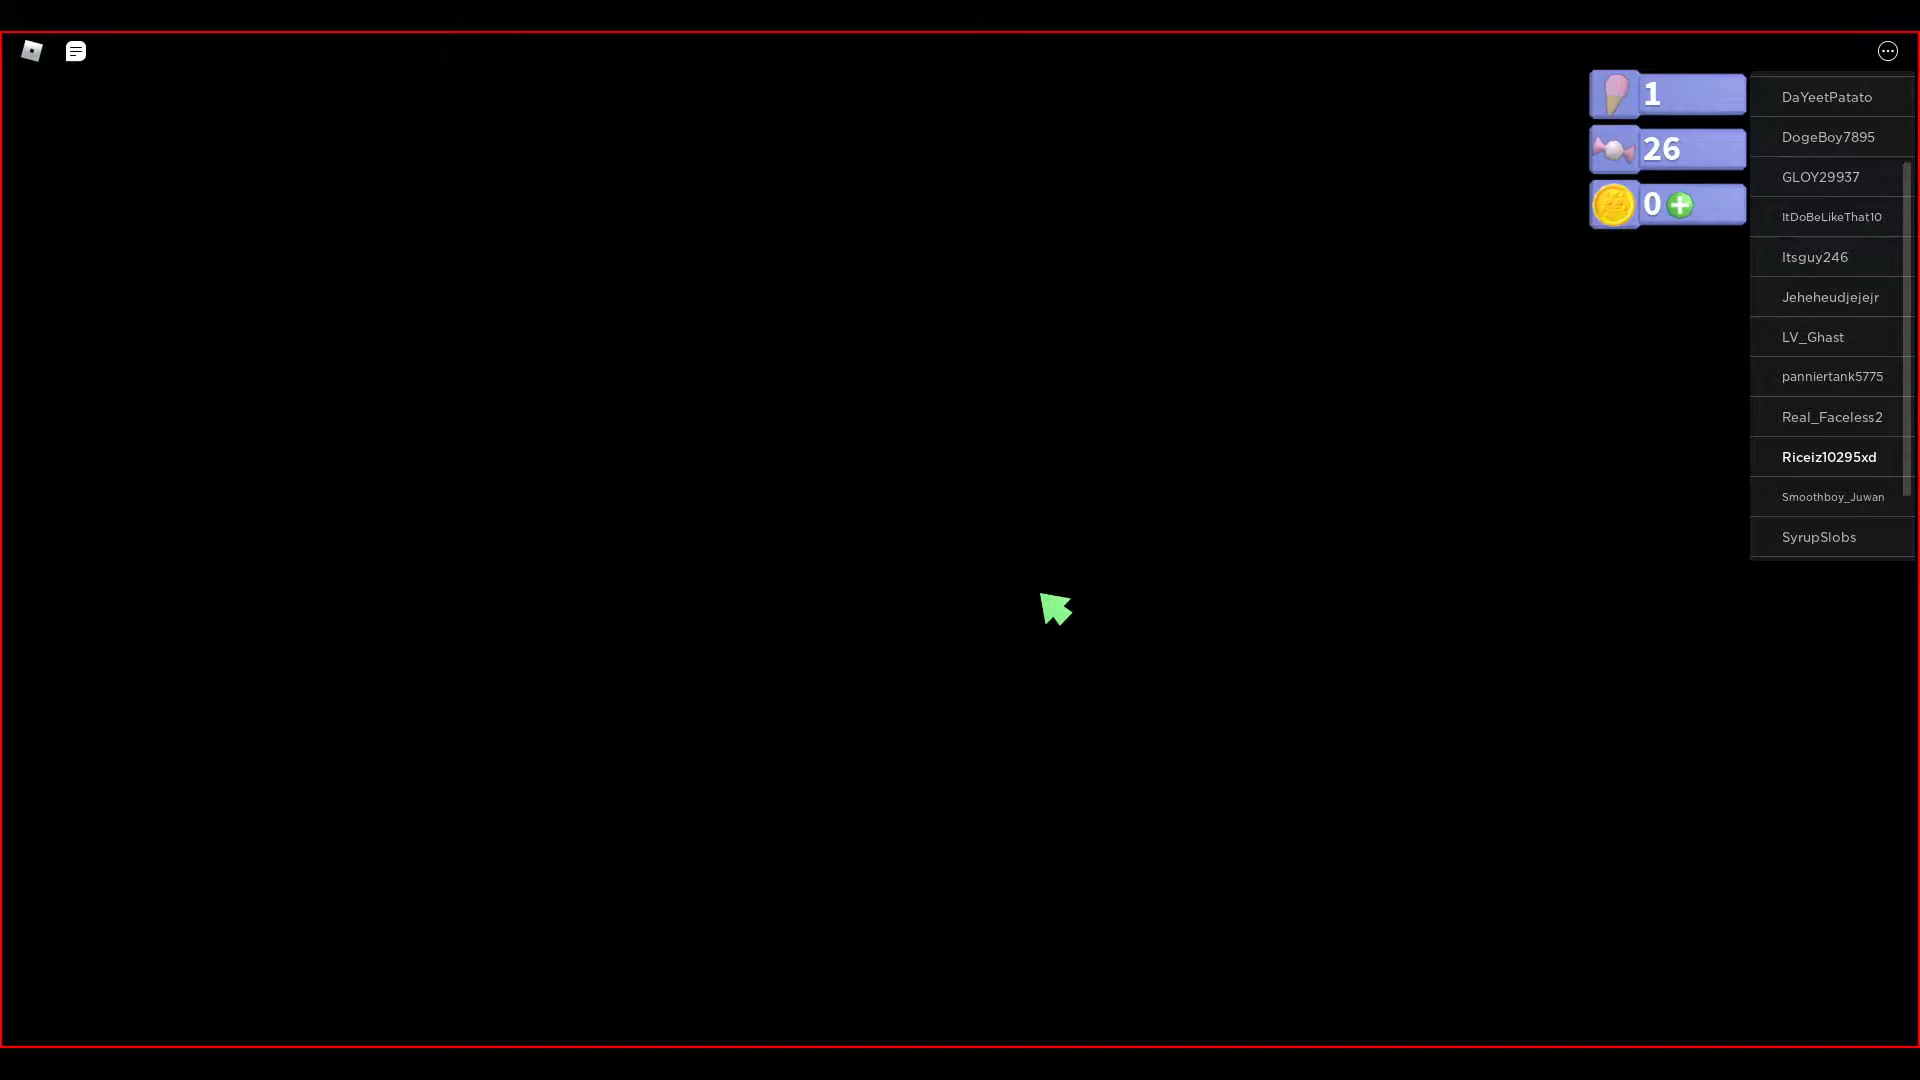 1
26
0
DaYeetPatato
DogeBoy7895
GLOY29937
ItDoBeLikeThat10
Itsguy246
Jeheheudjejejr
LV_Ghast
panniertank5775
Real_Faceless2
Riceiz10295xd
Smoothboy_Juwan
SyrupSlobs